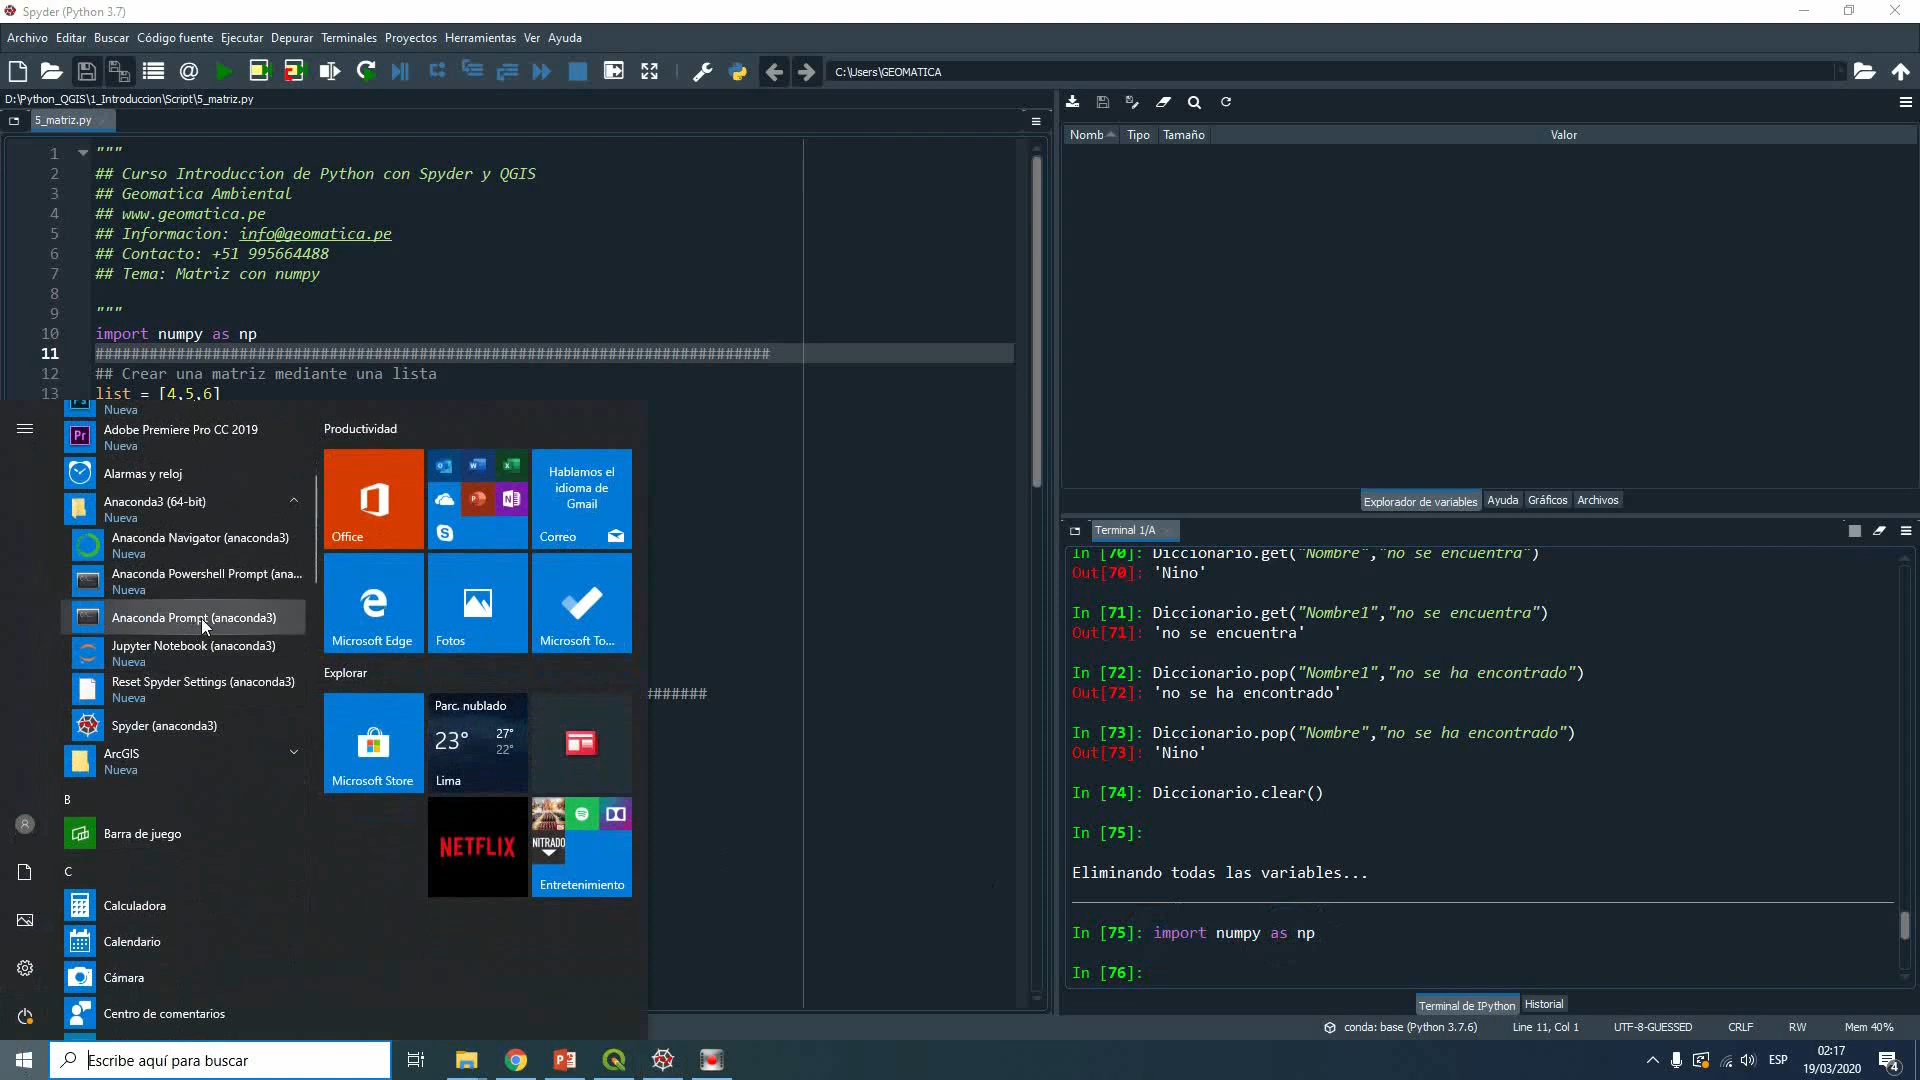 Spyder (Python 3.7)
Archivo Editar Buscar Código fuente Ejecutar Depurar Terminales Proyectos Herramientas Ver Ayuda
C:\Users\GEOMATICA
D:\Python_QGIS\1_Introduccion\Script\5_matriz.py
5_matriz.py
1 """
2 ## Curso Introduccion de Python con Spyder y QGIS
3 ## Geomatica Ambiental
4 ## www.geomatica.pe
5 ## Informacion: info@geomatica.pe
6 ## Contacto: +51 995664488
7 ## Tema: Matriz con numpy
8
9 """
10 import numpy as np
11 ###########################################################################
12 ## Crear una matriz mediante una lista
13 list = [4,5,6]
#######
Nueva
Pr Adobe Premiere Pro CC 2019
Nueva
Alarmas y reloj
Anaconda3 (64-bit)
Nueva
Anaconda Navigator (anaconda3)
Nueva
Anaconda Powershell Prompt (ana...
Nueva
Anaconda Prompt (anaconda3)
Jupyter Notebook (anaconda3)
Nueva
Reset Spyder Settings (anaconda3)
Nueva
Spyder (anaconda3)
ArcGIS
Nueva
B
Barra de juego
C
Calculadora
Calendario
Cámara
Centro de comentarios
Productividad
Office
Hablamos el
idioma de
Gmail
Correo
Microsoft Edge
Fotos
Microsoft To...
Explorar
Microsoft Store
Parc. nublado
23° 27°
22°
Lima
NETFLIX
NITRADO
Entretenimiento
Nomb Tipo Tamaño Valor
Explorador de variables Ayuda Gráficos Archivos
Terminal 1/A
In [70]: Diccionario.get("Nombre","no se encuentra")
Out[70]: 'Nino'
In [71]: Diccionario.get("Nombre1","no se encuentra")
Out[71]: 'no se encuentra'
In [72]: Diccionario.pop("Nombre1","no se ha encontrado")
Out[72]: 'no se ha encontrado'
In [73]: Diccionario.pop("Nombre","no se ha encontrado")
Out[73]: 'Nino'
In [74]: Diccionario.clear()
In [75]:
Eliminando todas las variables...
In [75]: import numpy as np
In [76]:
Terminal de IPython Historial
conda: base (Python 3.7.6) Line 11, Col 1 UTF-8-GUESSED CRLF RW Mem 40%
Escribe aquí para buscar
ESP
02:17
19/03/2020
4